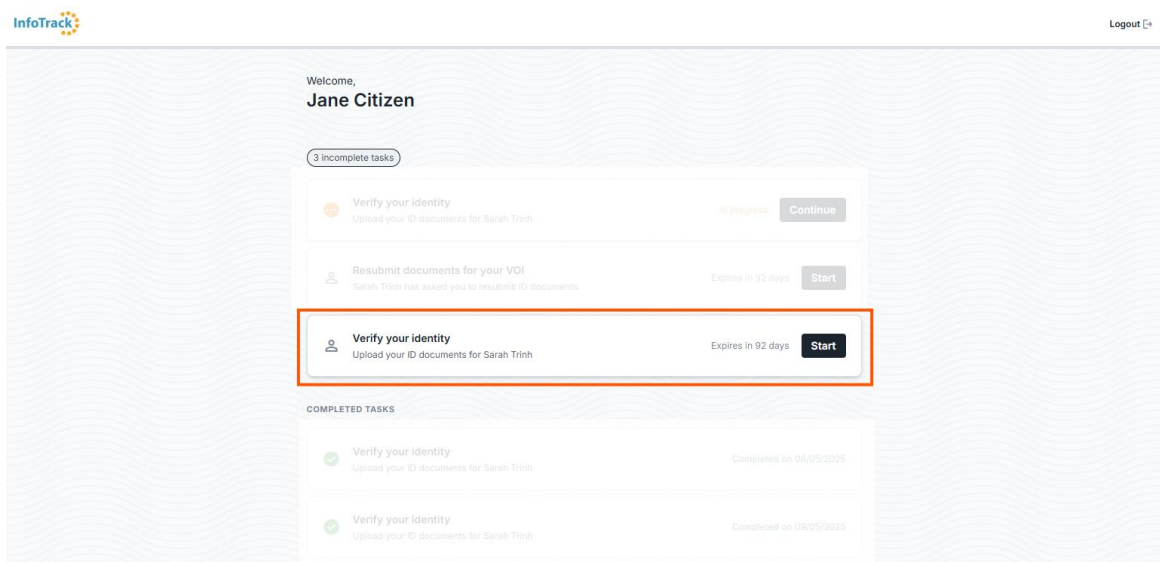 InfoTrack
Logout
Welcome,
Jane Citizen
3 incomplete tasks
Verify your identity
Upload your ID documents for Sarah Trinh
In progress
Continue
Resubmit documents for your VOI
Sarah Trinh has asked you to resubmit ID documents
Expires in 92 days
Start
Verify your identity
Upload your ID documents for Sarah Trinh
Expires in 92 days
Start
COMPLETED TASKS
Verify your identity
Upload your ID documents for Sarah Trinh
Completed on 08/05/2025
Verify your identity
Upload your ID documents for Sarah Trinh
Completed on 09/05/2025